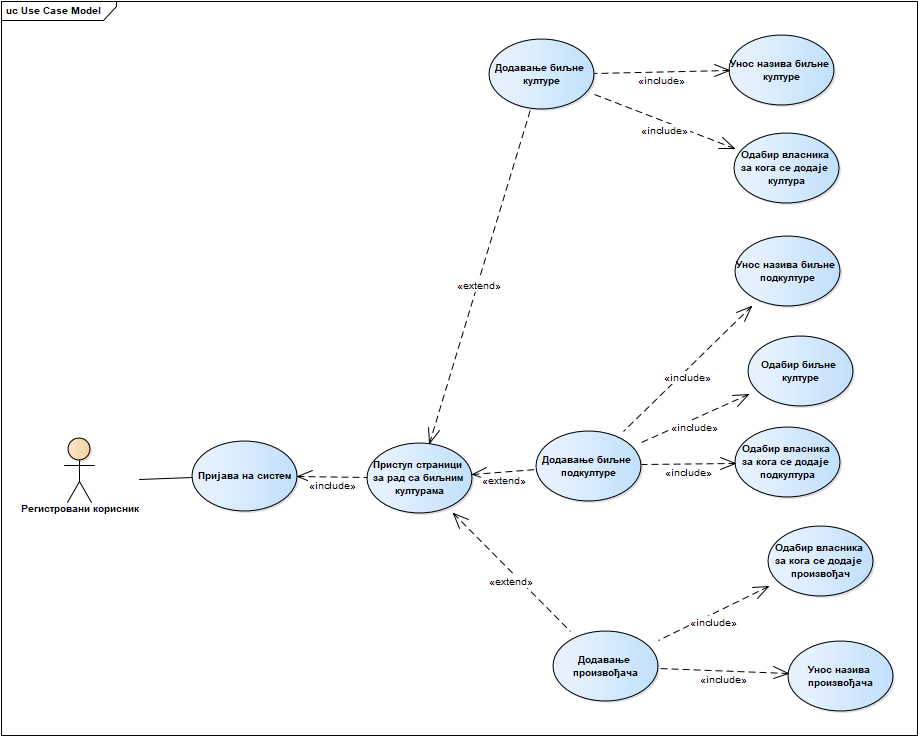 uc Use Case Model
Додавање биљне
културе
«include»
Унос назива биљне
културе
«include»
Одабир власника
за кога се додаје
култура
«extend»
Унос назива биљне
подкултуре
«include»
Одабир биљне
културе
«include»
Регистровани корисник
Пријава на систем
«include»
Приступ страници
за рад са биљним
културама
«extend»
Додавање биљне
подкултуре
«include»
Одабир власника
за кога се додаје
подкултура
«extend»
Одабир власника
за кога се додаје
произвођач
«include»
Додавање
произвођача
«include»
Унос назива
произвођача